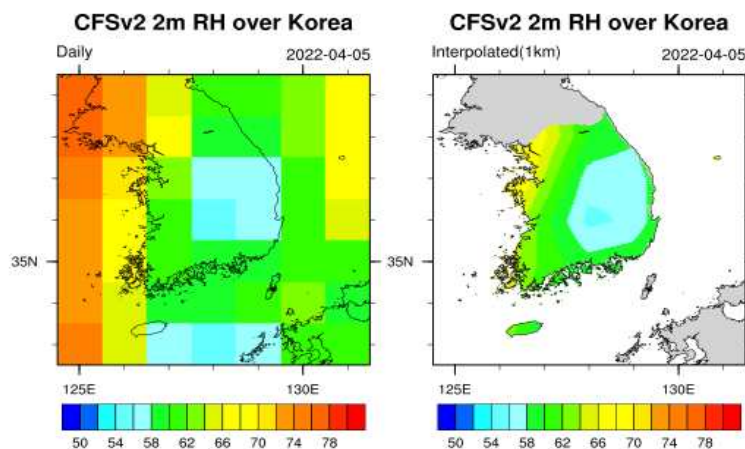 CFSv2 2m RH over Korea
Daily 2022-04-05
35N
125E 130E
50 54 58 62 66 70 74 78
CFSv2 2m RH over Korea
Interpolated(1km) 2022-04-05
35N
125E 130E
50 54 58 62 66 70 74 78